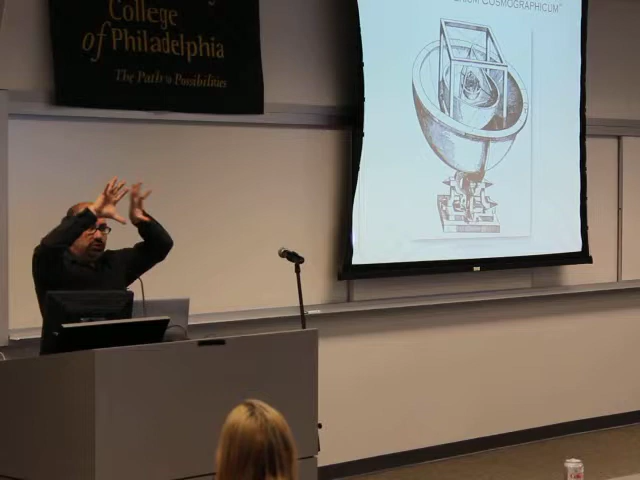 College
of Philadelphia
The Path to Possibilities
COSMOGRAPHICUM"